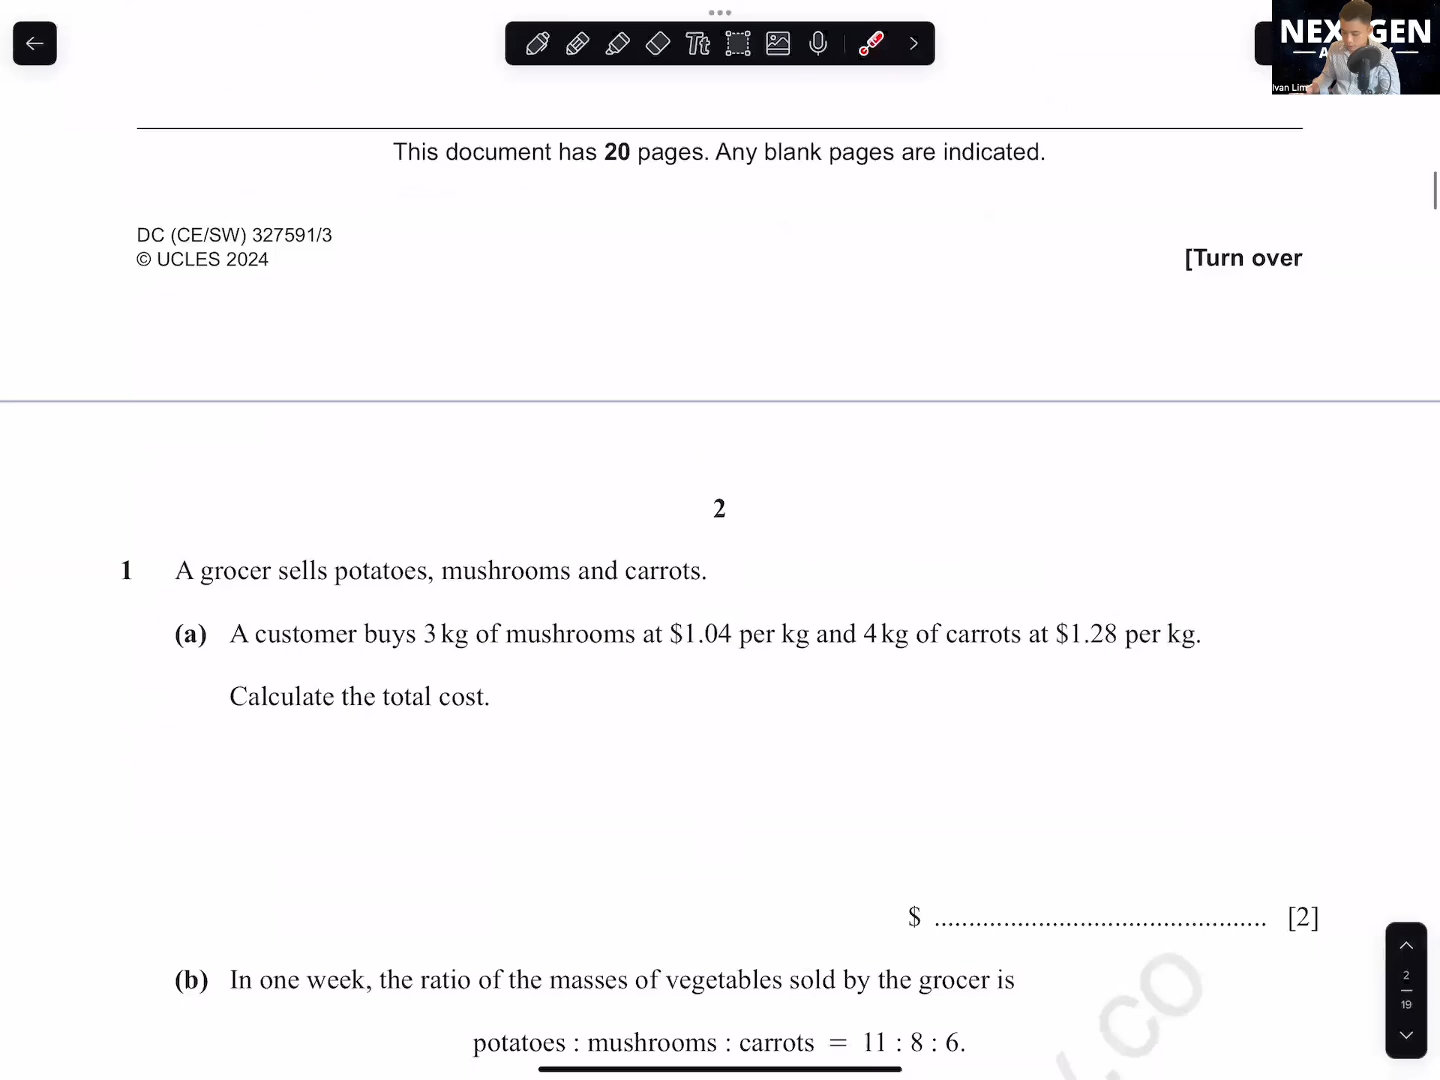 NEXTGEN
Ivan Lim
This document has 20 pages. Any blank pages are indicated.
DC (CE/SW) 327591/3
© UCLES 2024
[Turn over
2
1 A grocer sells potatoes, mushrooms and carrots.
(a) A customer buys 3 kg of mushrooms at $1.04 per kg and 4 kg of carrots at $1.28 per kg.
Calculate the total cost.
$ ................................................ [2]
(b) In one week, the ratio of the masses of vegetables sold by the grocer is
potatoes : mushrooms : carrots = 11 : 8 : 6.
2
19